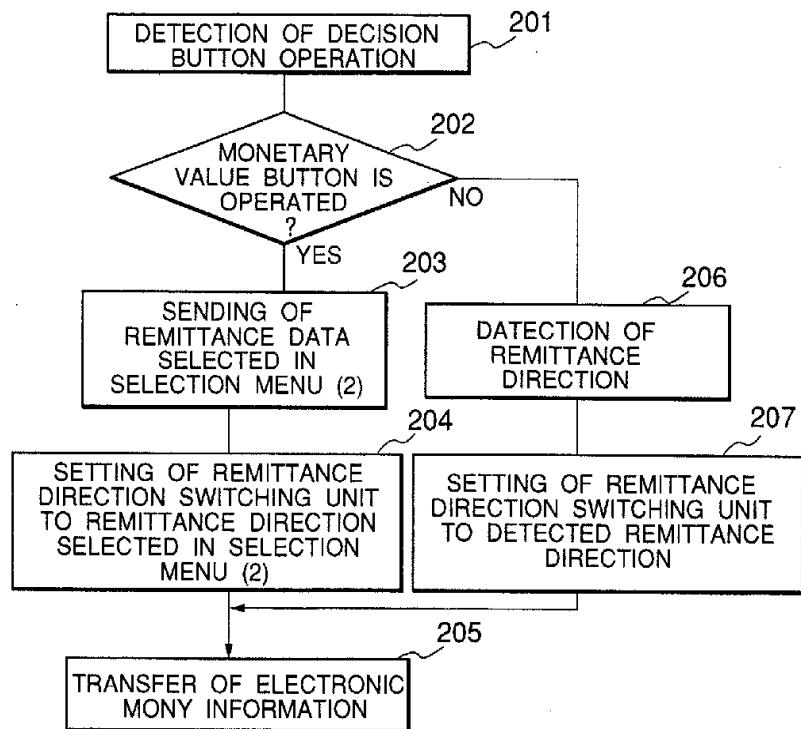 DETECTION OF DECISION
BUTTON OPERATION
201
202
MONETARY
VALUE BUTTON IS
OPERATED
?
NO
YES
203
SENDING OF
REMITTANCE DATA
SELECTED IN
SELECTION MENU (2)
206
DATECTION OF
REMITTANCE
DIRECTION
204
SETTING OF REMITTANCE
DIRECTION SWITCHING UNIT
TO REMITTANCE DIRECTION
SELECTED IN SELECTION
MENU (2)
207
SETTING OF REMITTANCE
DIRECTION SWITCHING UNIT
TO DETECTED REMITTANCE
DIRECTION
205
TRANSFER OF ELECTRONIC
MONY INFORMATION